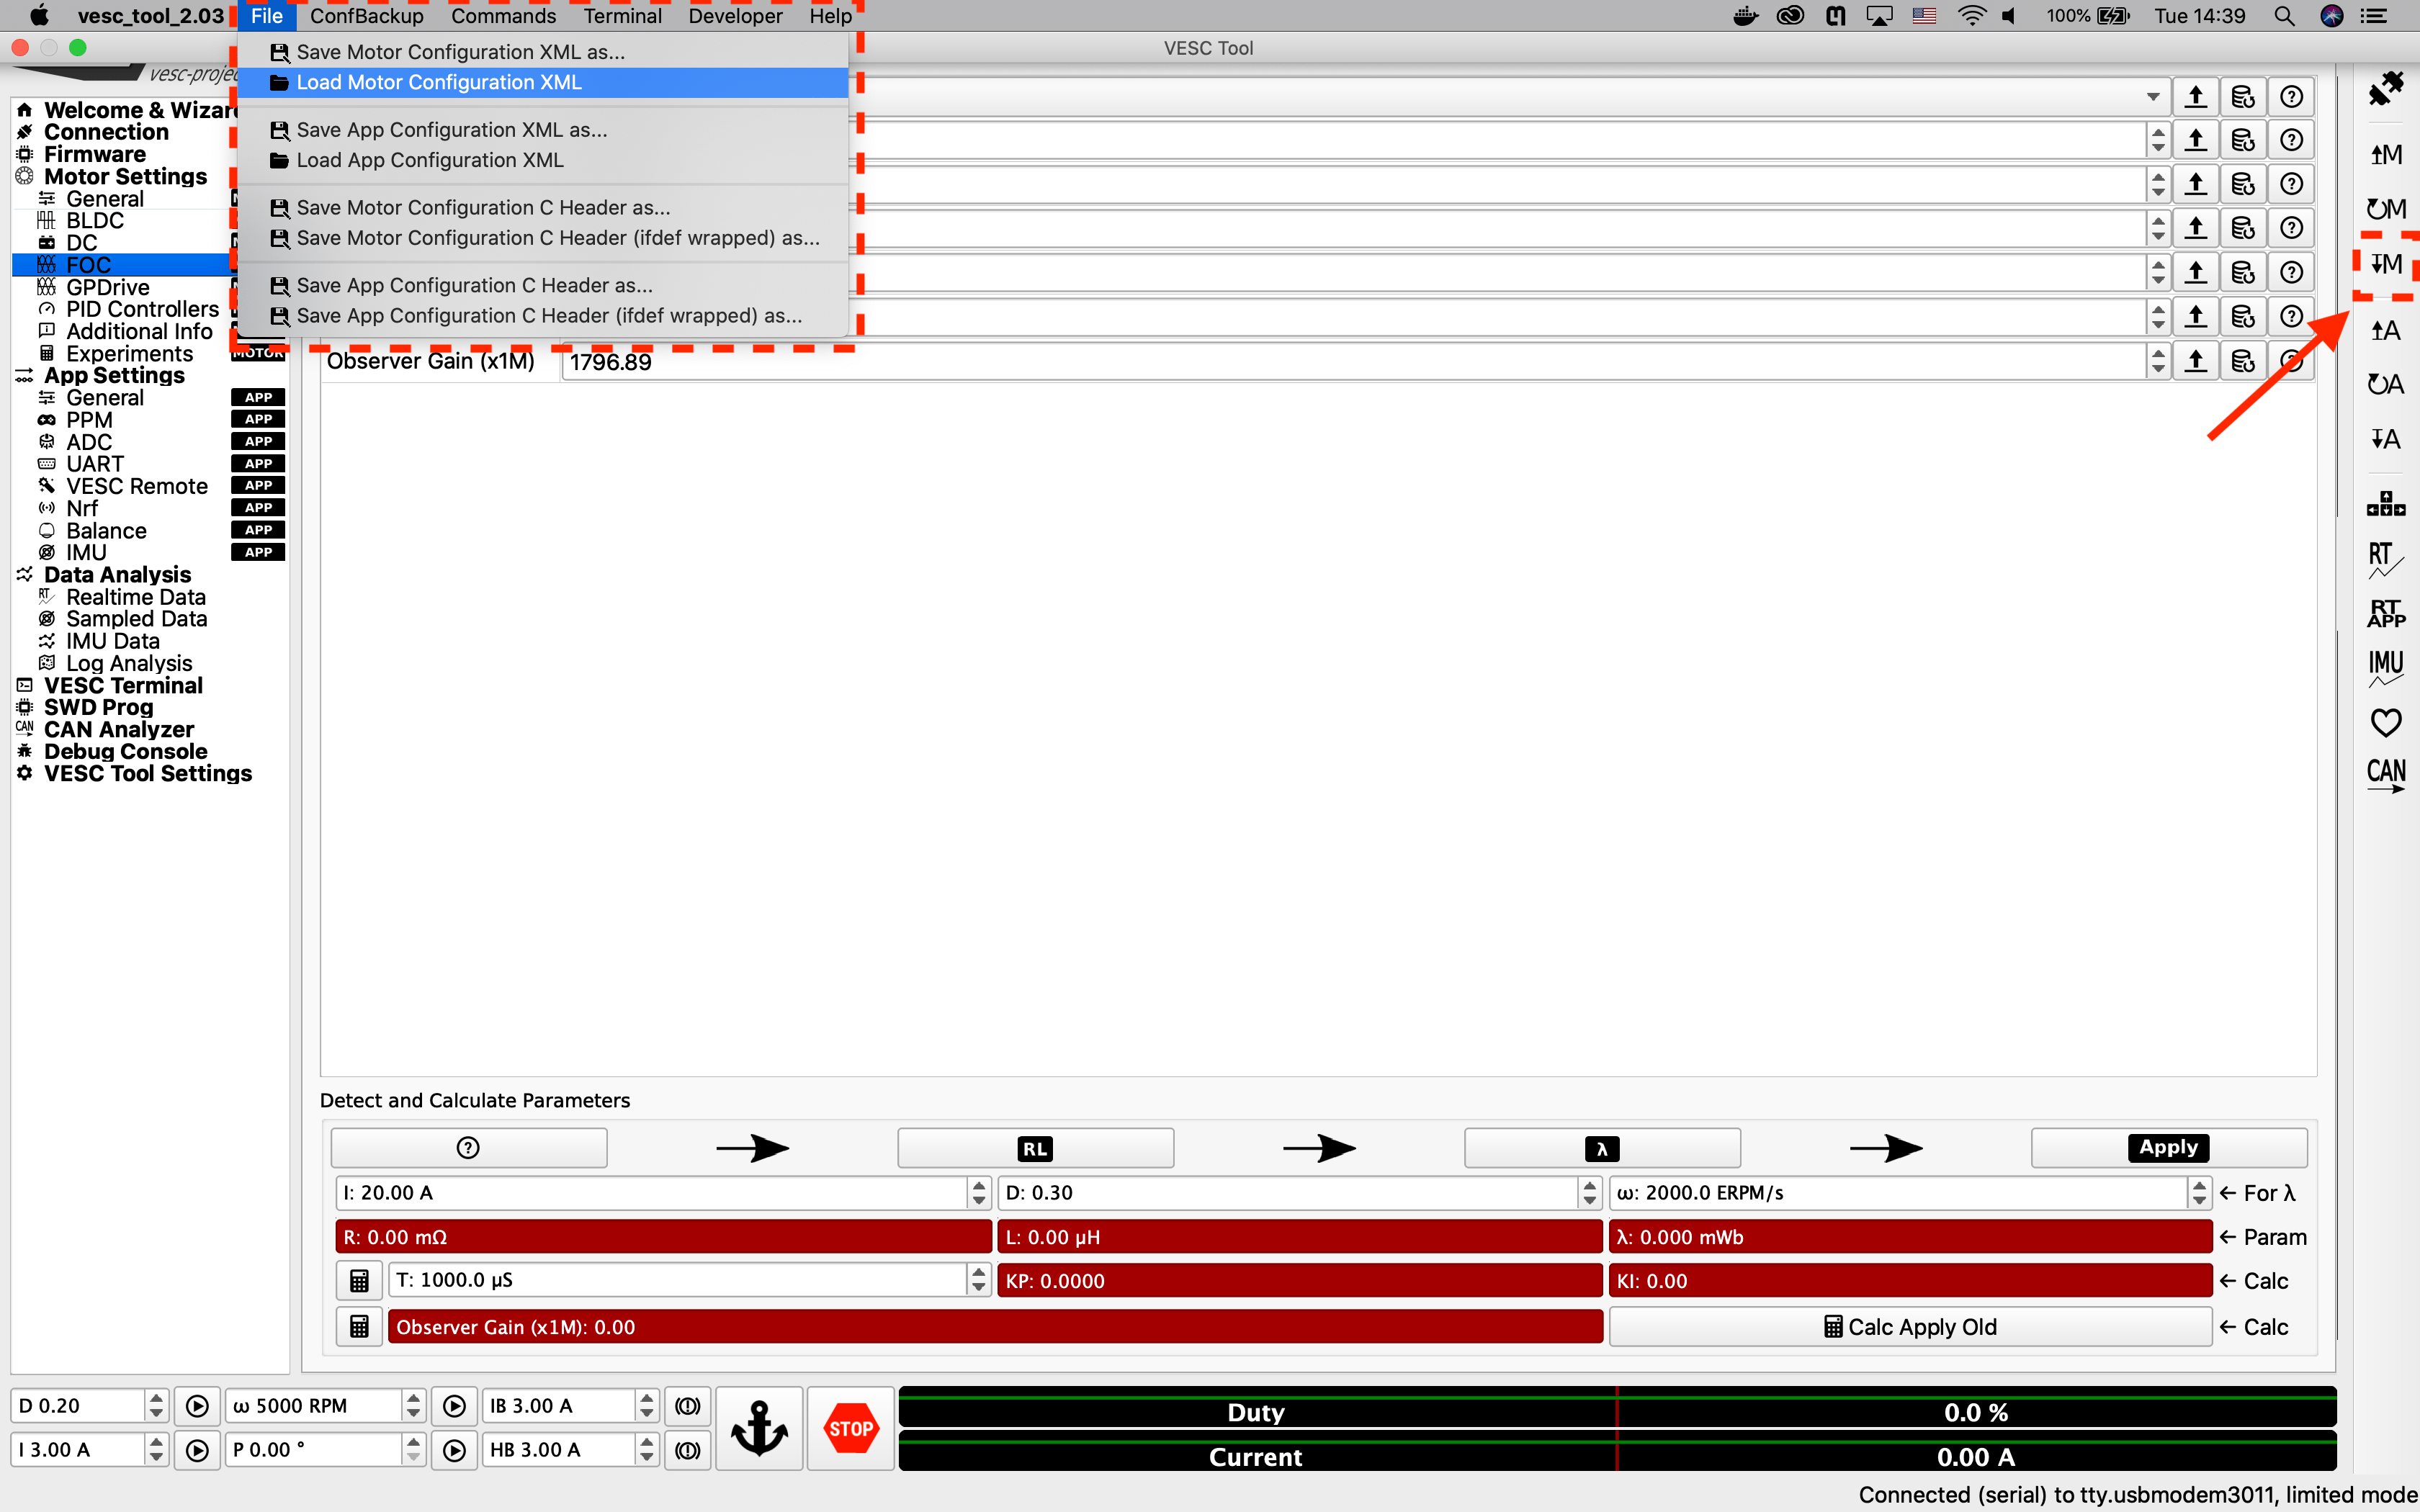 vesc_tool_2.03 File ConfBackup Commands Terminal Developer Help 100% Tue 14:39
VESC Tool
Save Motor Configuration XML as...
Load Motor Configuration XML
Save App Configuration XML as...
Load App Configuration XML
Save Motor Configuration C Header as...
Save Motor Configuration C Header (ifdef wrapped) as...
Save App Configuration C Header as...
Save App Configuration C Header (ifdef wrapped) as...
Welcome &
Connection
Firmware
Motor Settings
General
BLDC
DC
FOC
GPDrive
PID Controllers
Additional Info
Experiments MOTOR
App Settings
General APP
PPM APP
ADC APP
UART APP
VESC Remote APP
Nrf APP
Balance APP
IMU APP
Data Analysis
RT Realtime Data
Sampled Data
IMU Data
Log Analysis
VESC Terminal
SWD Prog
CAN CAN Analyzer
Debug Console
VESC Tool Settings
Observer Gain (x1M) 1796.89
M
M
M
A
A
A
RT
RT
APP
IMU
CAN
Detect and Calculate Parameters
RL λ Apply
I: 20.00 A D: 0.30 ω: 2000.0 ERPM/s ← For λ
R: 0.00 mΩ L: 0.00 µH λ: 0.000 mWb ← Param
T: 1000.0 µS KP: 0.0000 KI: 0.00 ← Calc
Observer Gain (x1M): 0.00 Calc Apply Old ← Calc
D 0.20 ω 5000 RPM IB 3.00 A
I 3.00 A P 0.00 ° HB 3.00 A
STOP
Duty 0.0 %
Current 0.00 A
Connected (serial) to tty.usbmodem3011, limited mode